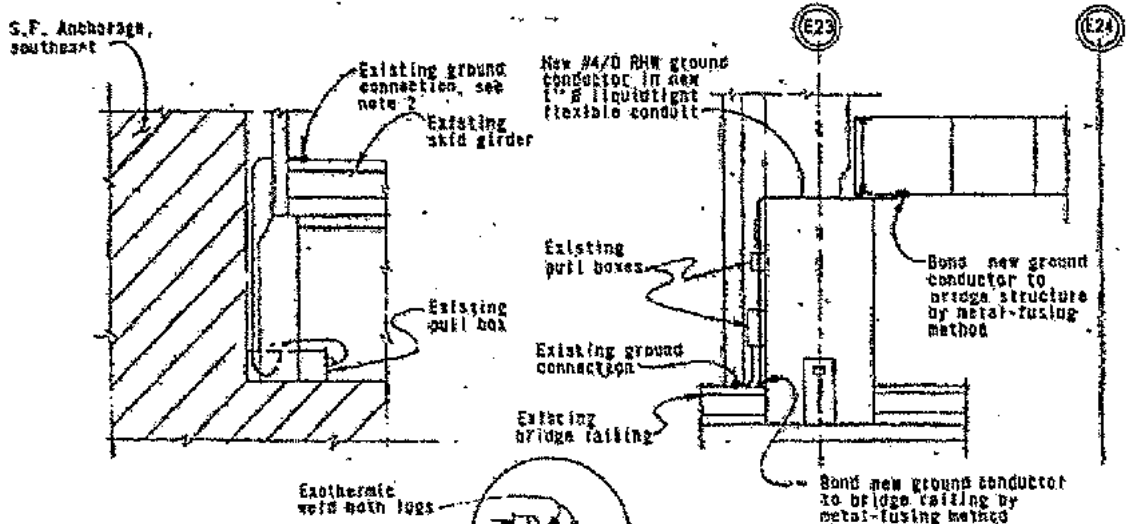 S.F. Anchorage,
southeast
Existing ground
connection, see
note 2
Existing
skid girder
Existing
pull box
New #4/0 RHW ground
conductor in new
liquidtight
flexible conduit
E23
E24
Existing
pull boxes
Existing ground
connection
Existing
bridge railing
Bond new ground
conductor to
bridge structure
by metal-fusing
method
Bond new ground conductor
to bridge railing by
metal-fusing method
Exothermic
weld both lugs